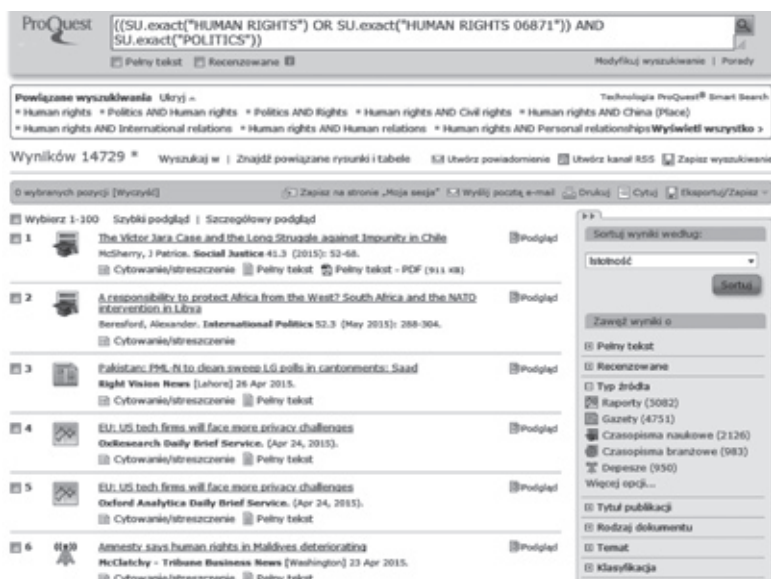 ProQuest
((SU.exact("HUMAN RIGHTS") OR SU.exact("HUMAN RIGHTS 06871")) AND
SU.exact("POLITICS"))
Pełny tekst Recenzowane
Modyfikuj wyszukiwanie | Porady
Powiązane wyszukiwania Ukryj
Technologia ProQuest® Smart Search
* Human rights * Politics AND Human rights * Politics AND Rights * Human rights AND Civil rights * Human rights AND China (Place)
* Human rights AND International relations * Human rights AND Human relations * Human rights AND Personal relationships Wyświetl wszystko >
Wyników 14729 * Wyszukaj w | Znajdź powiązane rysunki i tabele Utwórz powiadomienie Utwórz kanał RSS Zapisz wyszukiwanie
0 wybranych pozycji [Wyczyść] Zapisz na stronie „Moja sesja" Wyślij pocztą e-mail Drukuj Cytuj Eksportuj/Zapisz
Wybierz 1-100 Szybki podgląd | Szczegółowy podgląd
1 The Victor Jara Case and the Long Struggle against Impunity in Chile Podgląd
McSherry, J Patrice. Social Justice 41.3 (2015): 52-68.
Cytowanie/streszczenie Pełny tekst Pełny tekst - PDF (911 KB)
2 A responsibility to protect Africa from the West? South Africa and the NATO Podgląd
intervention in Libya
Beresford, Alexander. International Politics 52.3 (May 2015): 288-304.
Cytowanie/streszczenie
3 Pakistan: PML-N to clean sweep LG polls in cantonments: Saad Podgląd
Right Vision News [Lahore] 26 Apr 2015.
Cytowanie/streszczenie Pełny tekst
4 EU: US tech firms will face more privacy challenges Podgląd
OxResearch Daily Brief Service. (Apr 24, 2015).
Cytowanie/streszczenie Pełny tekst
5 EU: US tech firms will face more privacy challenges Podgląd
Oxford Analytica Daily Brief Service. (Apr 24, 2015).
Cytowanie/streszczenie Pełny tekst
6 Amnesty says human rights in Maldives deteriorating Podgląd
McClatchy - Tribune Business News [Washington] 23 Apr 2015.
Cytowanie/streszczenie Pełny tekst
Sortuj wyniki według:
Istotność
Sortuj
Zawęź wyniki o
Pełny tekst
Recenzowane
Typ źródła
Raporty (5082)
Gazety (4751)
Czasopisma naukowe (2126)
Czasopisma branżowe (983)
Depesze (950)
Więcej opcji...
Tytuł publikacji
Rodzaj dokumentu
Temat
Klasyfikacja